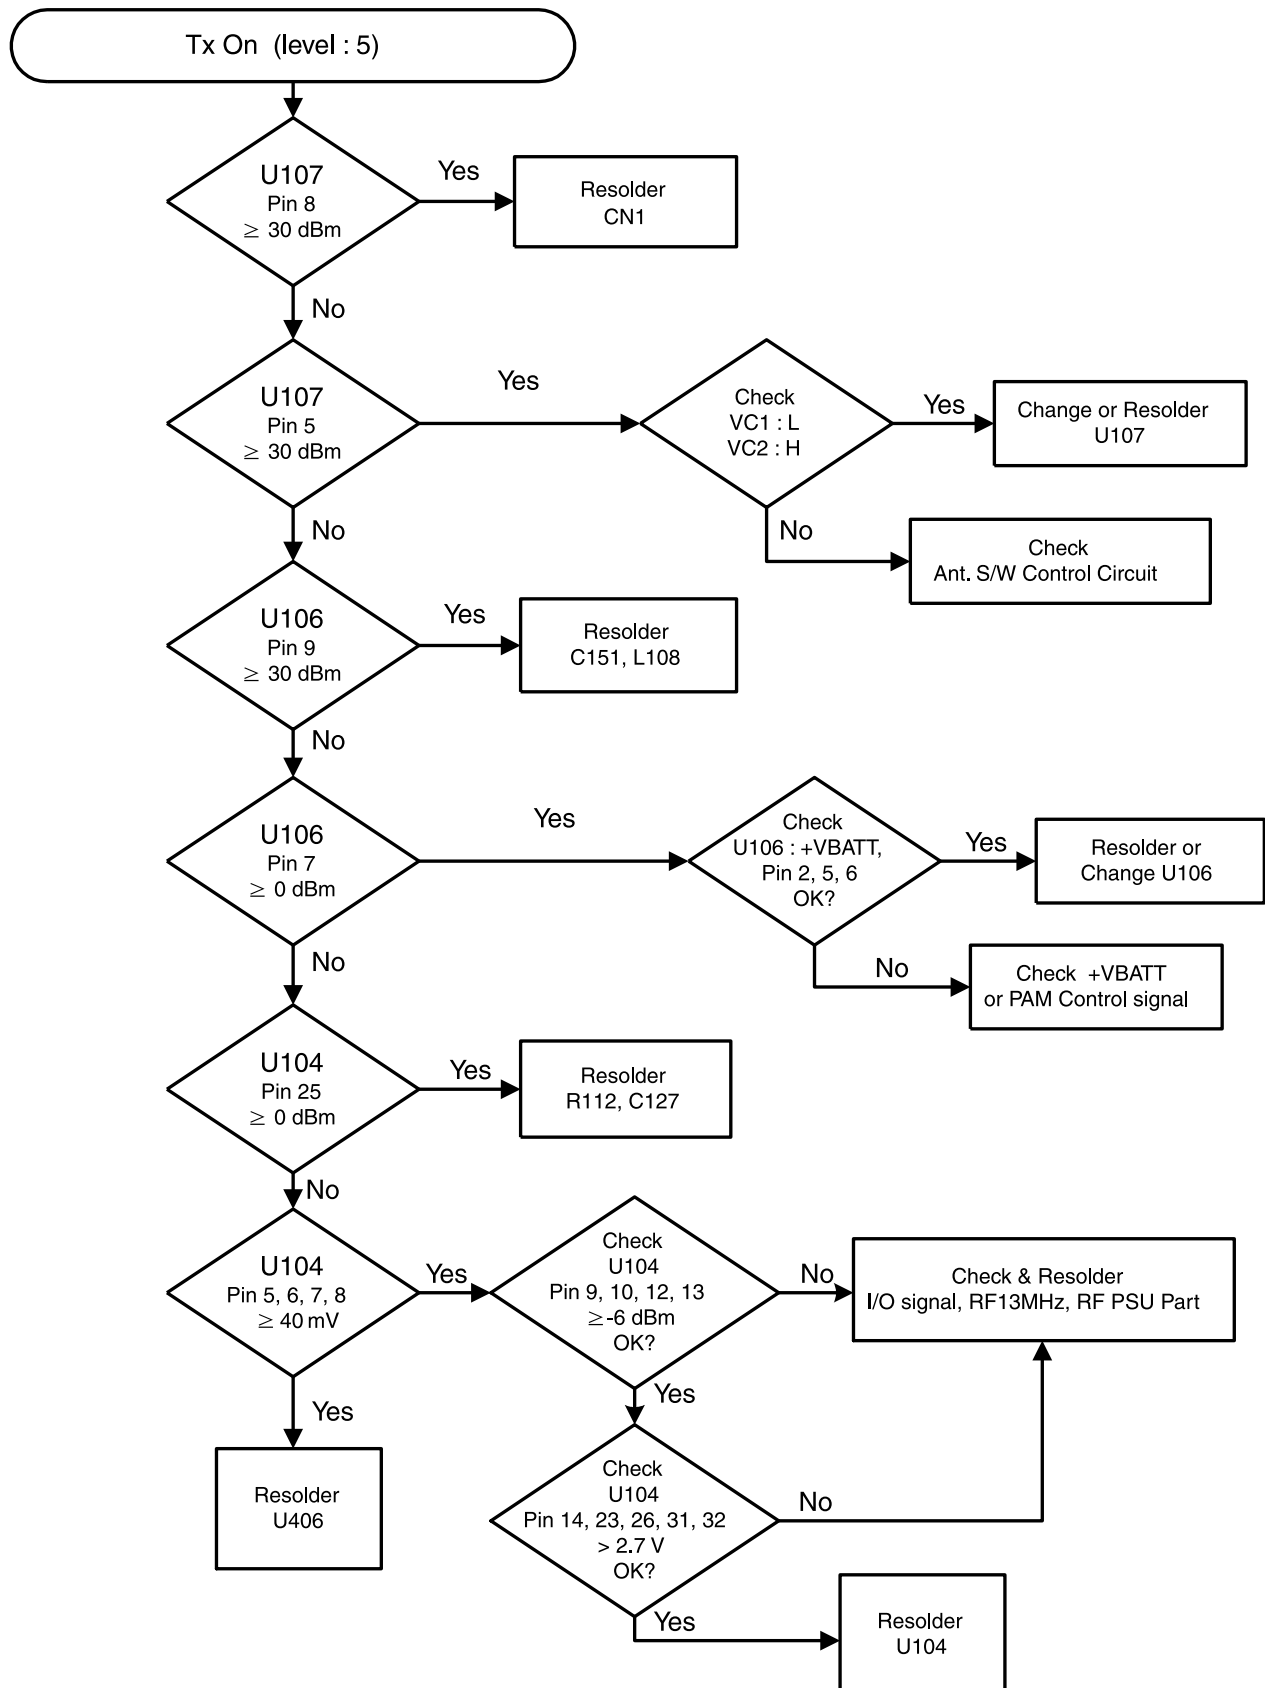 Tx On (level : 5)
U107
Pin 8
≥ 30 dBm
Yes
Resolder
CN1
No
U107
Pin 5
≥ 30 dBm
Yes
Check
VC1 : L
VC2 : H
Yes
Change or Resolder
U107
No
Check
Ant. S/W Control Circuit
No
U106
Pin 9
≥ 30 dBm
Yes
Resolder
C151, L108
No
U106
Pin 7
≥ 0 dBm
Yes
Check
U106 : +VBATT,
Pin 2, 5, 6
OK?
Yes
Resolder or
Change U106
No
Check +VBATT
or PAM Control signal
No
U104
Pin 25
≥ 0 dBm
Yes
Resolder
R112, C127
No
U104
Pin 5, 6, 7, 8
≥ 40 mV
Yes
Check
U104
Pin 9, 10, 12, 13
≥-6 dBm
OK?
No
Check & Resolder
I/O signal, RF13MHz, RF PSU Part
Yes
Resolder
U406
Yes
Check
U104
Pin 14, 23, 26, 31, 32
> 2.7 V
OK?
No
Yes
Resolder
U104